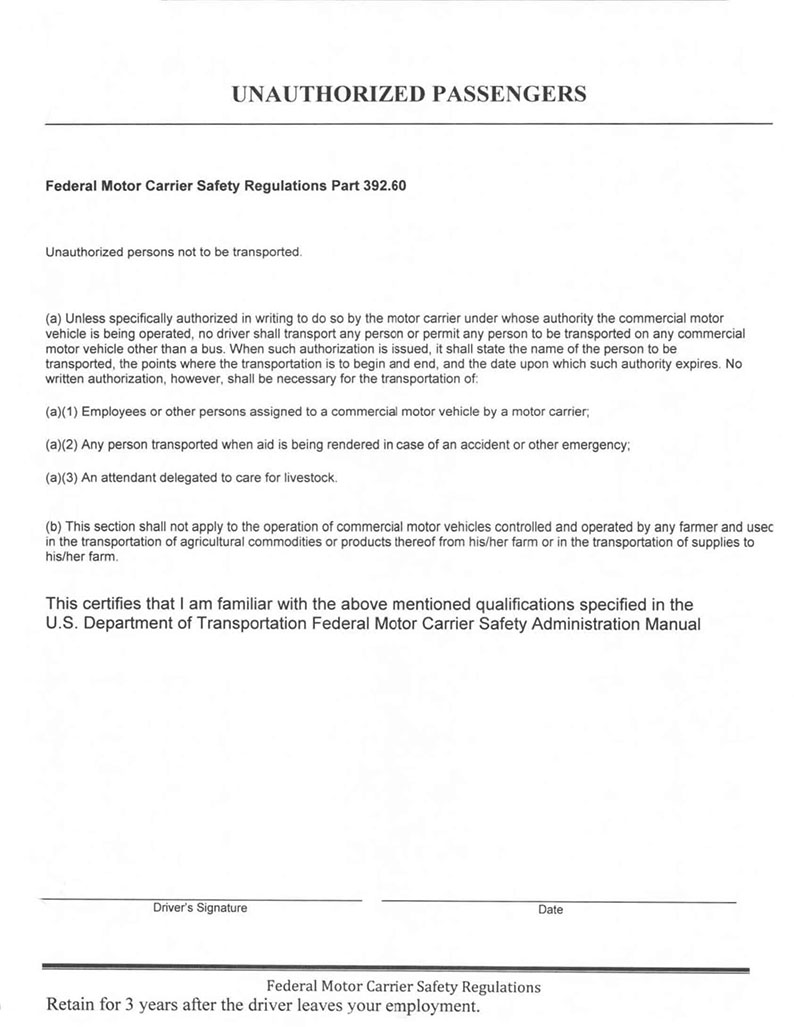 UNAUTHORIZED PASSENGERS
Federal Motor Carrier Safety Regulations Part 392.60
Unauthorized persons not to be transported.
(a) Unless specifically authorized in writing to do so by the motor carrier under whose authority the commercial motor
vehicle is being operated, no driver shall transport any person or permit any person to be transported on any commercial
motor vehicle other than a bus. When such authorization is issued, it shall state the name of the person to be
transported, the points where the transportation is to begin and end, and the date upon which such authority expires. No
written authorization, however, shall be necessary for the transportation of:
(a)(1) Employees or other persons assigned to a commercial motor vehicle by a motor carrier;
(a)(2) Any person transported when aid is being rendered in case of an accident or other emergency;
(a)(3) An attendant delegated to care for livestock.
(b) This section shall not apply to the operation of commercial motor vehicles controlled and operated by any farmer and used
in the transportation of agricultural commodities or products thereof from his/her farm or in the transportation of supplies to
his/her farm.
This certifies that I am familiar with the above mentioned qualifications specified in the
U.S. Department of Transportation Federal Motor Carrier Safety Administration Manual
Driver's Signature
Date
Federal Motor Carrier Safety Regulations
Retain for 3 years after the driver leaves your employment.